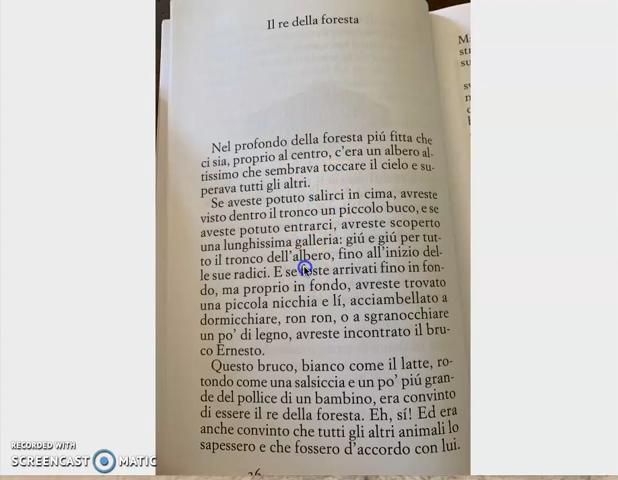 Il re della foresta
Nel profondo della foresta piú fitta che
ci sia, proprio al centro, c'era un albero al-
tissimo che sembrava toccare il cielo e su-
perava tutti gli altri.
Se aveste potuto salirci in cima, avreste
visto dentro il tronco un piccolo buco, e se
aveste potuto entrarci, avreste scoperto
una lunghissima galleria: giú e giú per tut-
to il tronco dell'albero, fino all'inizio del-
le sue radici. E se foste arrivati fino in fon-
do, ma proprio in fondo, avreste trovato
una piccola nicchia e lí, acciambellato a
dormicchiare, ron ron, o a sgranocchiare
un po' di legno, avreste incontrato il bru-
co Ernesto.
Questo bruco, bianco come il latte, ro-
tondo come una salsiccia e un po' piú gran-
de del pollice di un bambino, era convinto
di essere il re della foresta. Eh, sí! Ed era
anche convinto che tutti gli altri animali lo
sapessero e che fossero d'accordo con lui.
RECORDED WITH
SCREENCAST MATIC